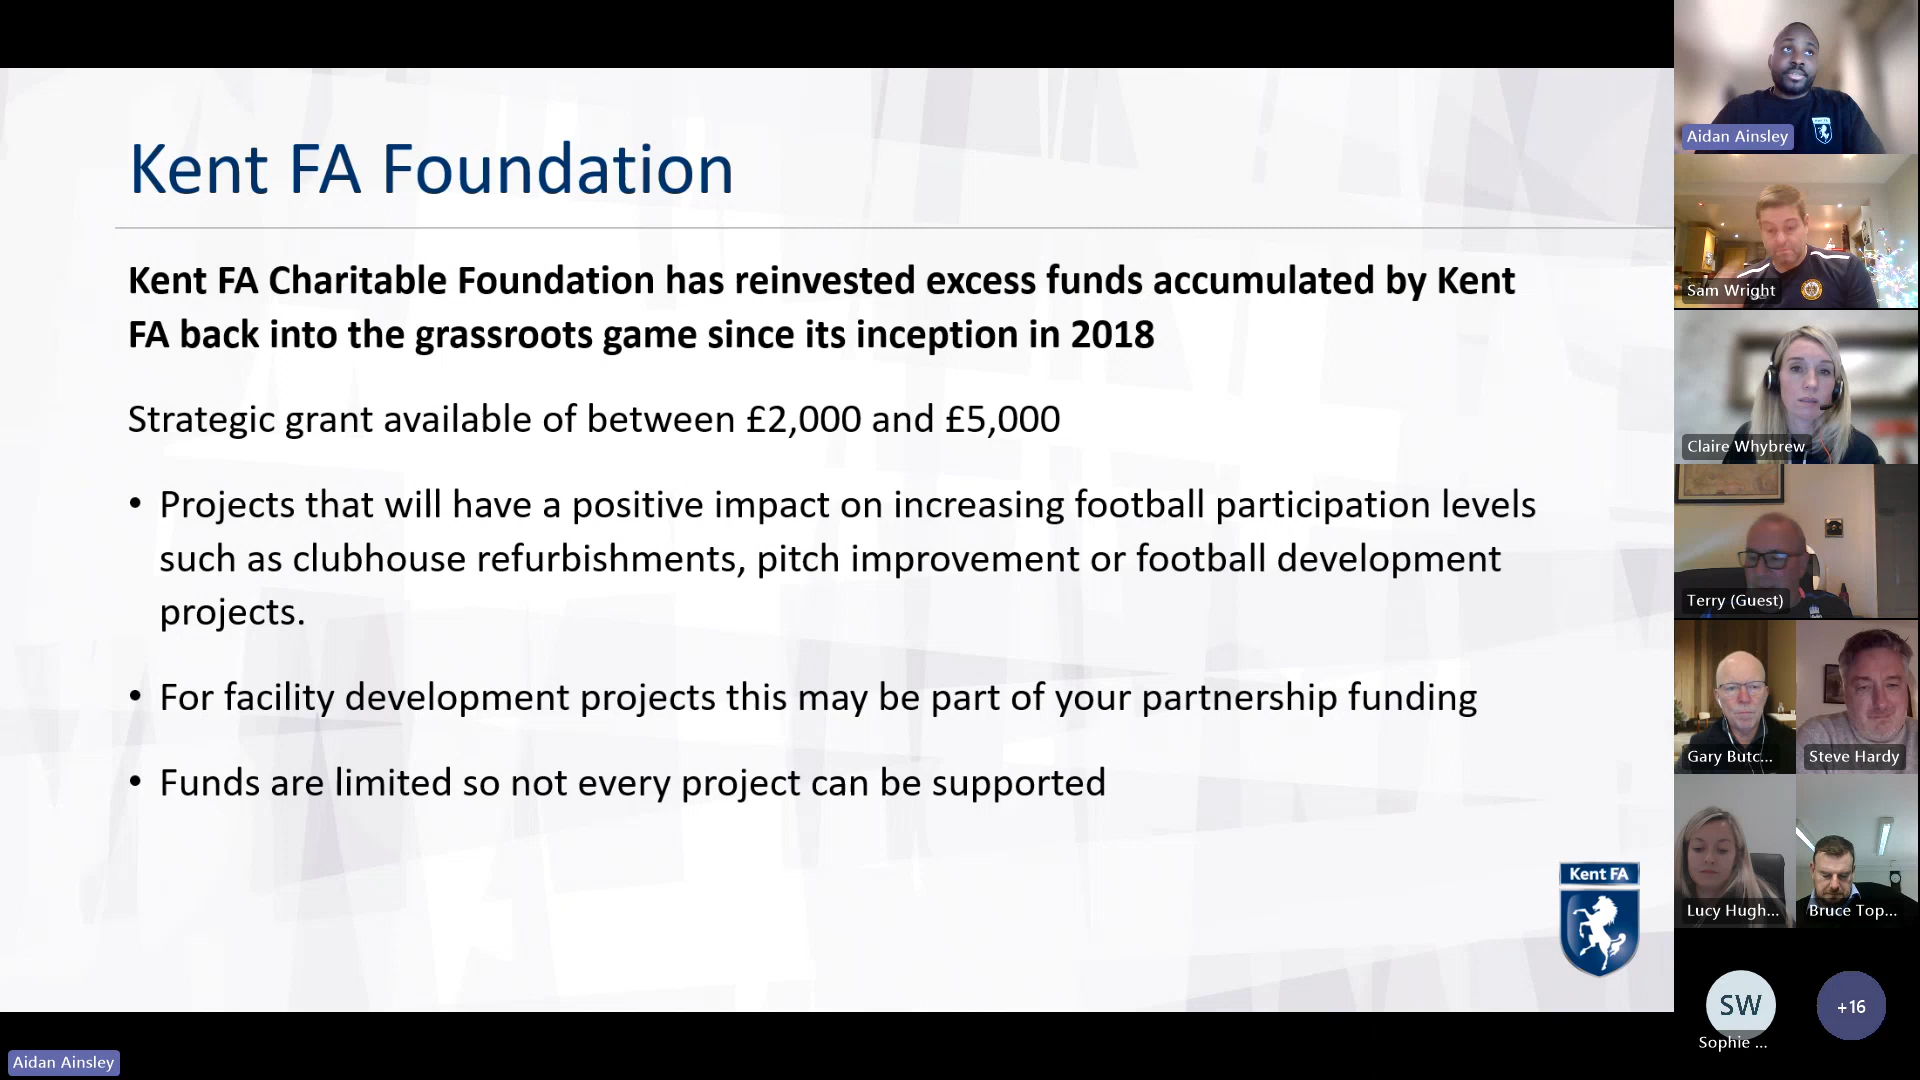 Kent FA Foundation
Kent FA Charitable Foundation has reinvested excess funds accumulated by Kent
FA back into the grassroots game since its inception in 2018
Strategic grant available of between £2,000 and £5,000
• Projects that will have a positive impact on increasing football participation levels
such as clubhouse refurbishments, pitch improvement or football development
projects.
• For facility development projects this may be part of your partnership funding
• Funds are limited so not every project can be supported
Kent FA
Aidan Ainsley
Aidan Ainsley
Sam Wright
Claire Whybrew
Terry (Guest)
Gary Butc...
Steve Hardy
Lucy Hugh...
Bruce Top...
SW
Sophie ...
+16